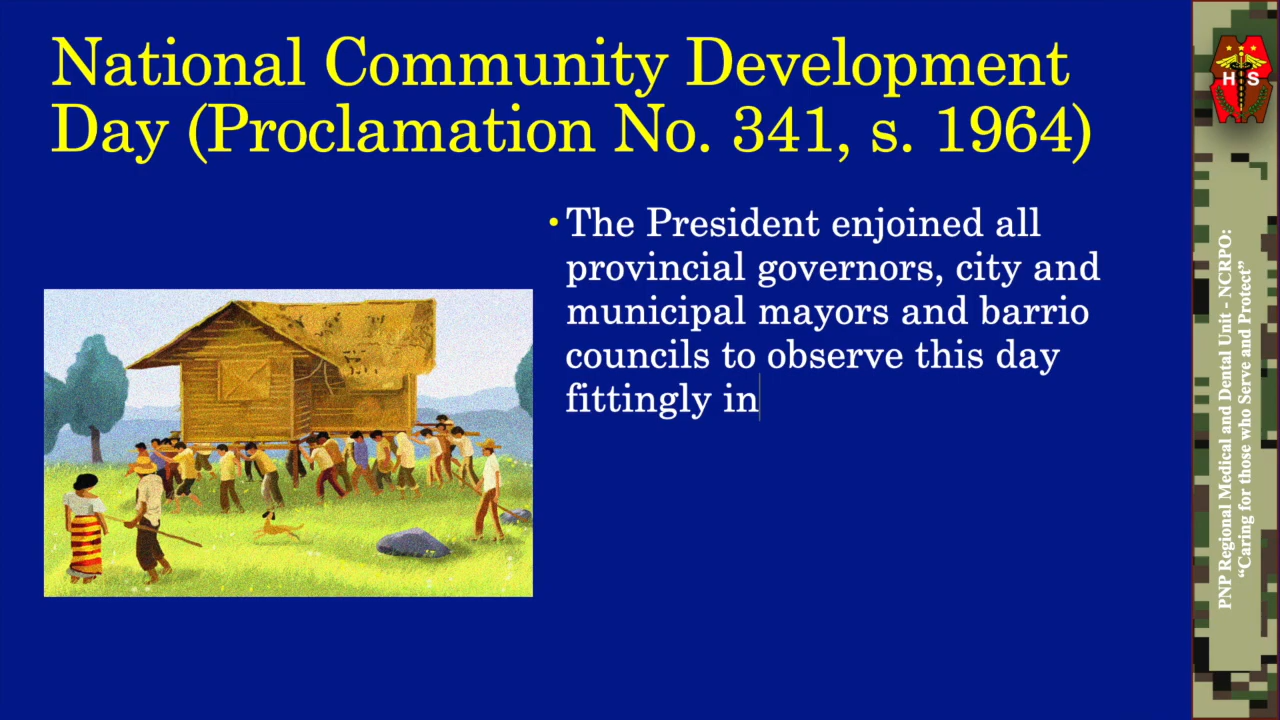 National Community Development
Day (Proclamation No. 341, s. 1964)
• The President enjoined all
provincial governors, city and
municipal mayors and barrio
councils to observe this day
fittingly in
H S
PNP Regional Medical and Dental Unit - NCRPO:
“Caring for those who Serve and Protect”